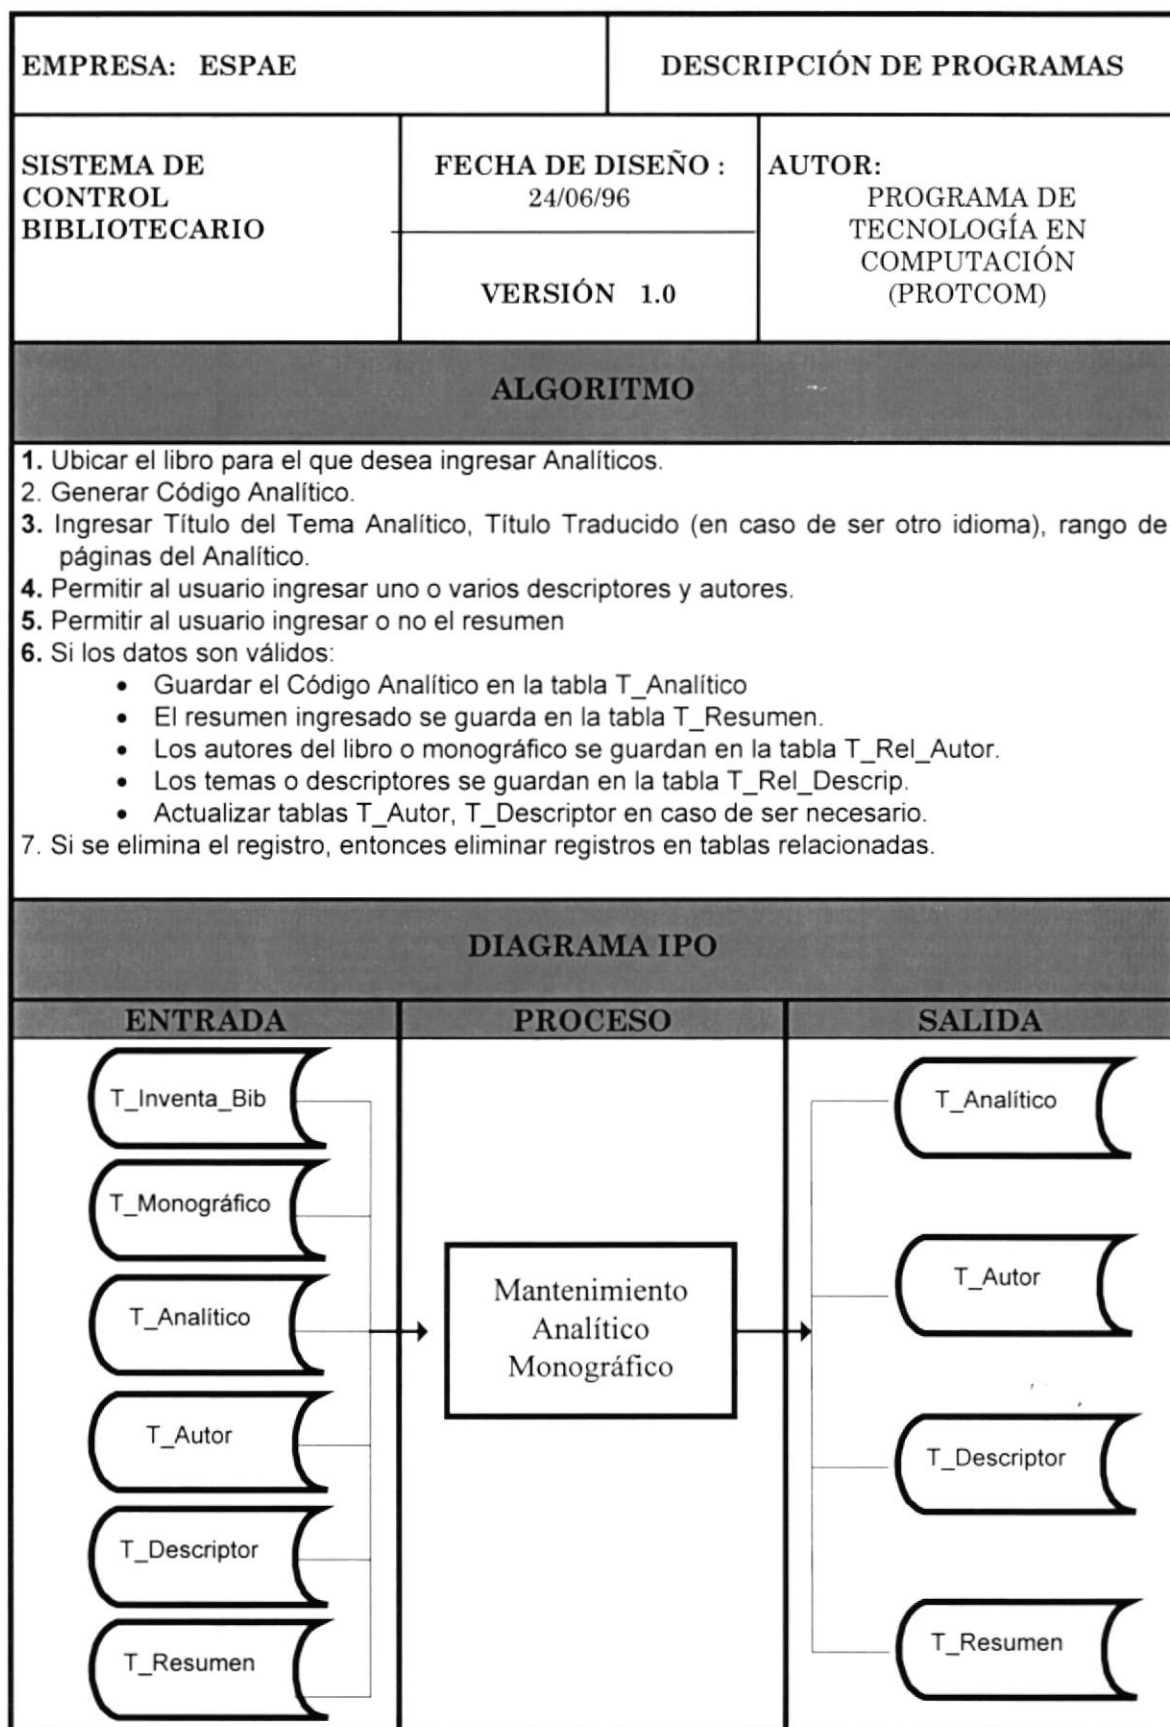 EMPRESA: ESPAE
DESCRIPCIÓN DE PROGRAMAS
SISTEMA DE
CONTROL
BIBLIOTECARIO
FECHA DE DISEÑO :
24/06/96
VERSIÓN 1.0
AUTOR:
PROGRAMA DE
TECNOLOGÍA EN
COMPUTACIÓN
(PROTCOM)
ALGORITMO
1. Ubicar el libro para el que desea ingresar Analíticos.
2. Generar Código Analítico.
3. Ingresar Título del Tema Analítico, Título Traducido (en caso de ser otro idioma), rango de
páginas del Analítico.
4. Permitir al usuario ingresar uno o varios descriptores y autores.
5. Permitir al usuario ingresar o no el resumen
6. Si los datos son válidos:
• Guardar el Código Analítico en la tabla T_Analítico
• El resumen ingresado se guarda en la tabla T_Resumen.
• Los autores del libro o monográfico se guardan en la tabla T_Rel_Autor.
• Los temas o descriptores se guardan en la tabla T_Rel_Descrip.
• Actualizar tablas T_Autor, T_Descriptor en caso de ser necesario.
7. Si se elimina el registro, entonces eliminar registros en tablas relacionadas.
DIAGRAMA IPO
ENTRADA
PROCESO
SALIDA
T_Inventa_Bib
T_Monográfico
T_Analítico
T_Autor
T_Descriptor
T_Resumen
Mantenimiento
Analítico
Monográfico
T_Analítico
T_Autor
T_Descriptor
T_Resumen